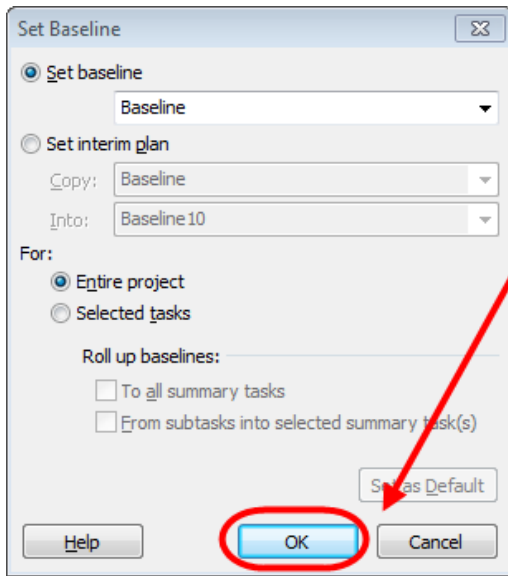 Set Baseline
Set baseline
Baseline
Set interim plan
Copy: Baseline
Into: Baseline10
For:
Entire project
Selected tasks
Roll up baselines:
To all summary tasks
From subtasks into selected summary task(s)
Set as Default
Help OK Cancel